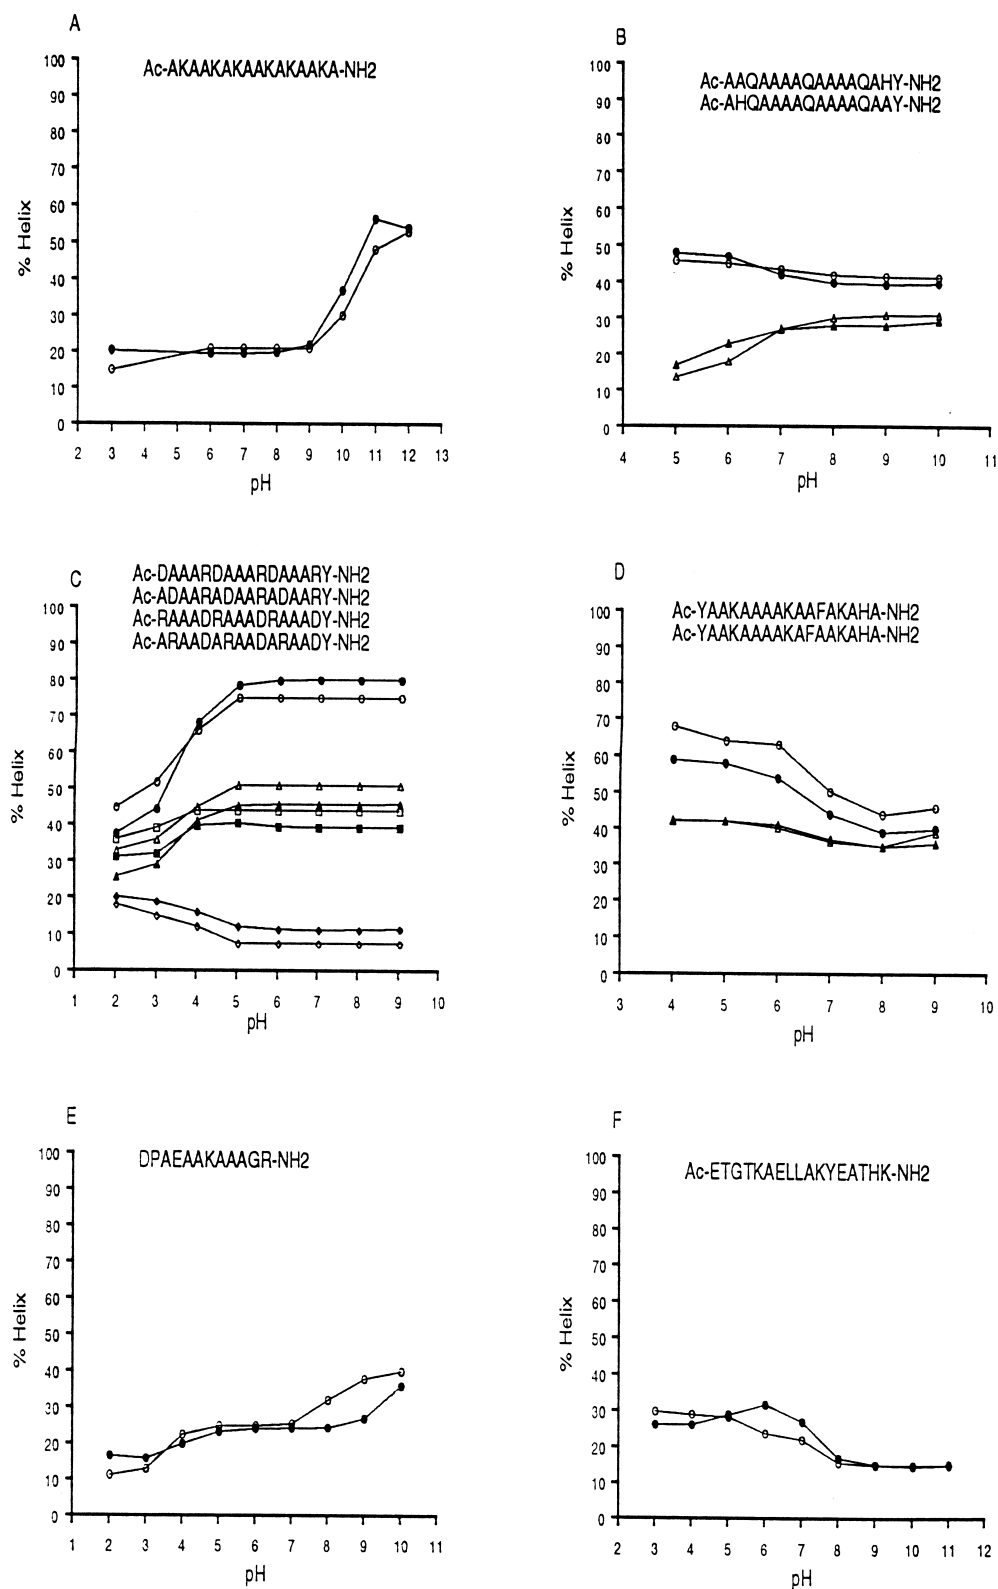 A
Ac-AKAAKAKAAKAKAAKA-NH2
100
90
80
70
60
50
40
30
20
10
0
% Helix
2 3 4 5 6 7 8 9 10 11 12 13
pH
B
Ac-AAQAAAAQAAAAQAHY-NH2
Ac-AHQAAAAQAAAAQAAY-NH2
100
90
80
70
60
50
40
30
20
10
0
% Helix
4 5 6 7 8 9 10 11
pH
C
Ac-DAAARDAAARDAAARY-NH2
Ac-ADAARADAARADAARY-NH2
Ac-RAAADRAAADRAAADY-NH2
Ac-ARAADARAADARAADY-NH2
100
90
80
70
60
50
40
30
20
10
0
% Helix
1 2 3 4 5 6 7 8 9 10
pH
D
Ac-YAAKAAAAKAAFAKAHA-NH2
Ac-YAAKAAAAKAFAAKAHA-NH2
100
90
80
70
60
50
40
30
20
10
0
% Helix
3 4 5 6 7 8 9 10
pH
E
DPAEAAKAAAGR-NH2
100
90
80
70
60
50
40
30
20
10
0
% Helix
1 2 3 4 5 6 7 8 9 10 11
pH
F
Ac-ETGTKAELLAKYEATHK-NH2
100
90
80
70
60
50
40
30
20
10
0
% Helix
2 3 4 5 6 7 8 9 10 11 12
pH